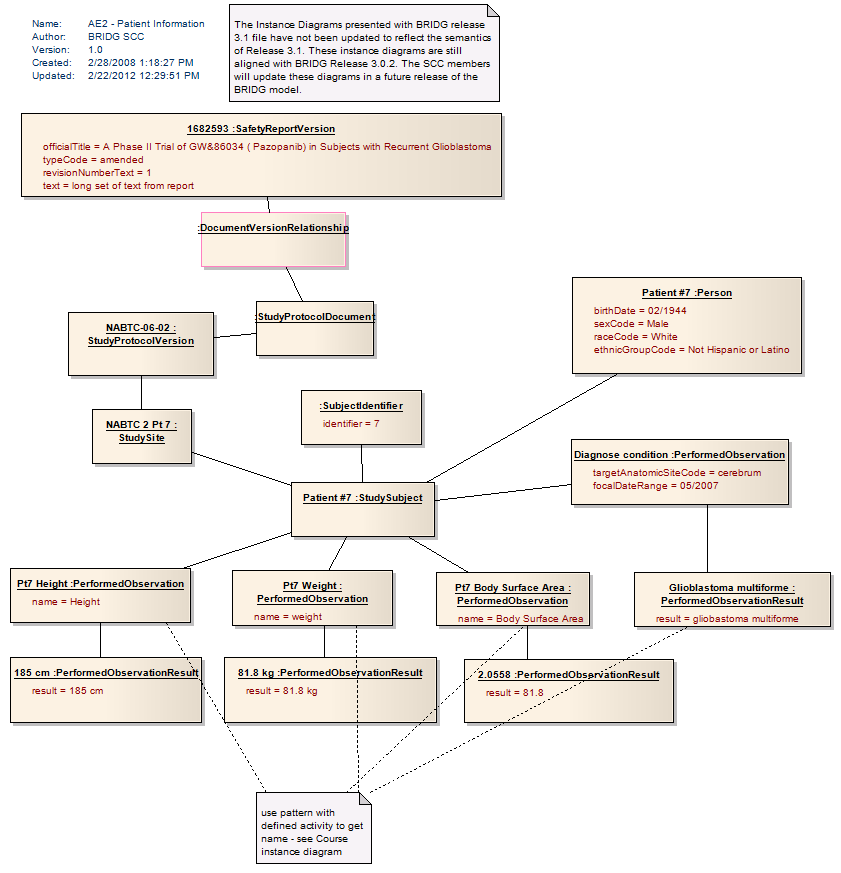 Name: AE2 - Patient Information
Author: BRIDG SCC
Version: 1.0
Created: 2/28/2008 1:18:27 PM
Updated: 2/22/2012 12:29:51 PM
The Instance Diagrams presented with BRIDG release
3.1 file have not been updated to reflect the semantics
of Release 3.1. These instance diagrams are still
aligned with BRIDG Release 3.0.2. The SCC members
will update these diagrams in a future release of the
BRIDG model.
1682593 :SafetyReportVersion
officialTitle = A Phase II Trial of GW&86034 ( Pazopanib) in Subjects with Recurrent Glioblastoma
typeCode = amended
revisionNumberText = 1
text = long set of text from report
:DocumentVersionRelationship
:StudyProtocolDocument
NABTC-06-02 :
StudyProtocolVersion
Patient #7 :Person
birthDate = 02/1944
sexCode = Male
raceCode = White
ethnicGroupCode = Not Hispanic or Latino
NABTC 2 Pt 7 :
StudySite
:SubjectIdentifier
identifier = 7
Diagnose condition :PerformedObservation
targetAnatomicSiteCode = cerebrum
focalDateRange = 05/2007
Patient #7 :StudySubject
Pt7 Height :PerformedObservation
name = Height
Pt7 Weight :
PerformedObservation
name = weight
Pt7 Body Surface Area :
PerformedObservation
name = Body Surface Area
Glioblastoma multiforme :
PerformedObservationResult
result = gliobastoma multiforme
185 cm :PerformedObservationResult
result = 185 cm
81.8 kg :PerformedObservationResult
result = 81.8 kg
2.0558 :PerformedObservationResult
result = 81.8
use pattern with
defined activity to get
name - see Course
instance diagram